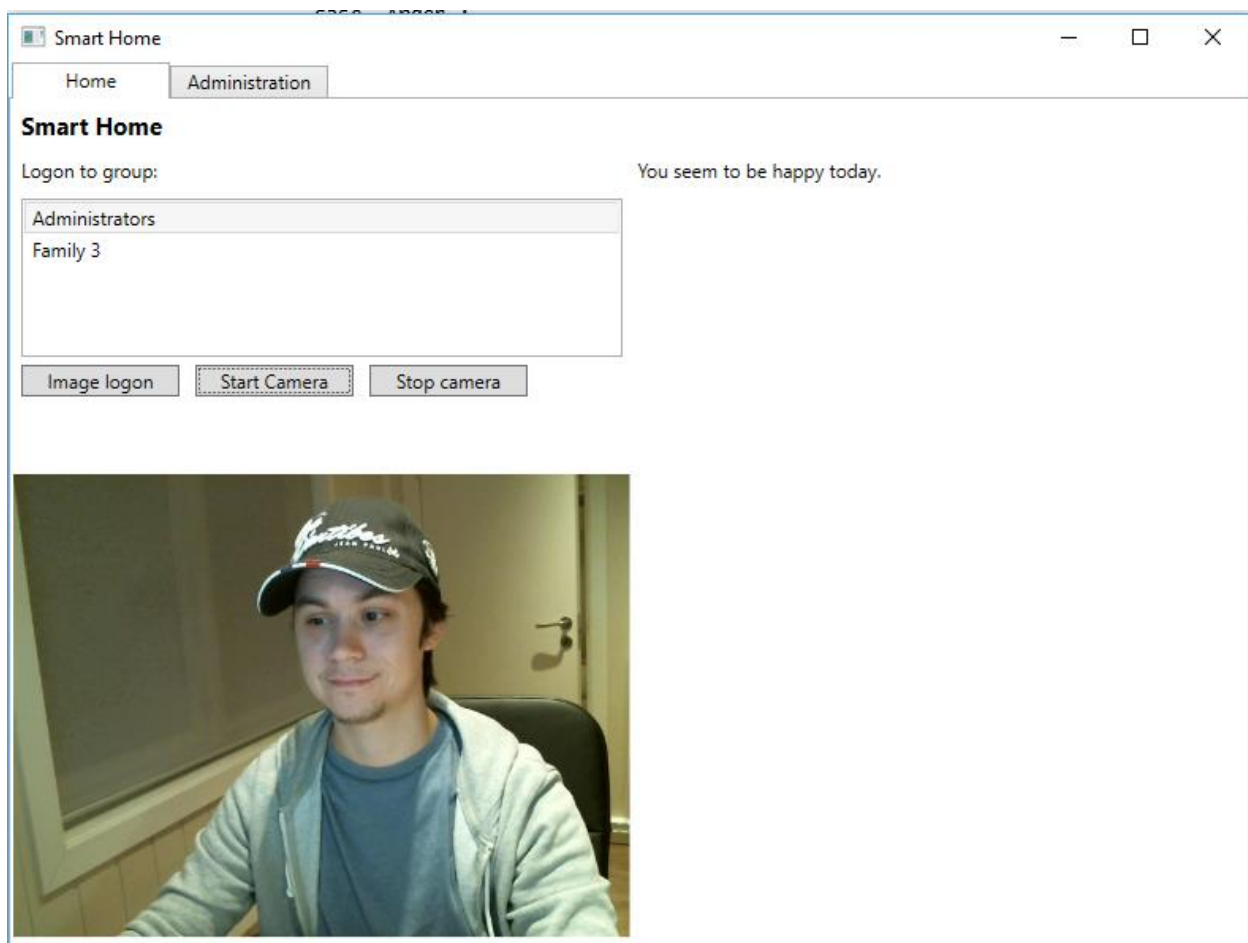 Smart Home
Home Administration
Smart Home
Logon to group:
You seem to be happy today.
Administrators
Family 3
Image logon Start Camera Stop camera